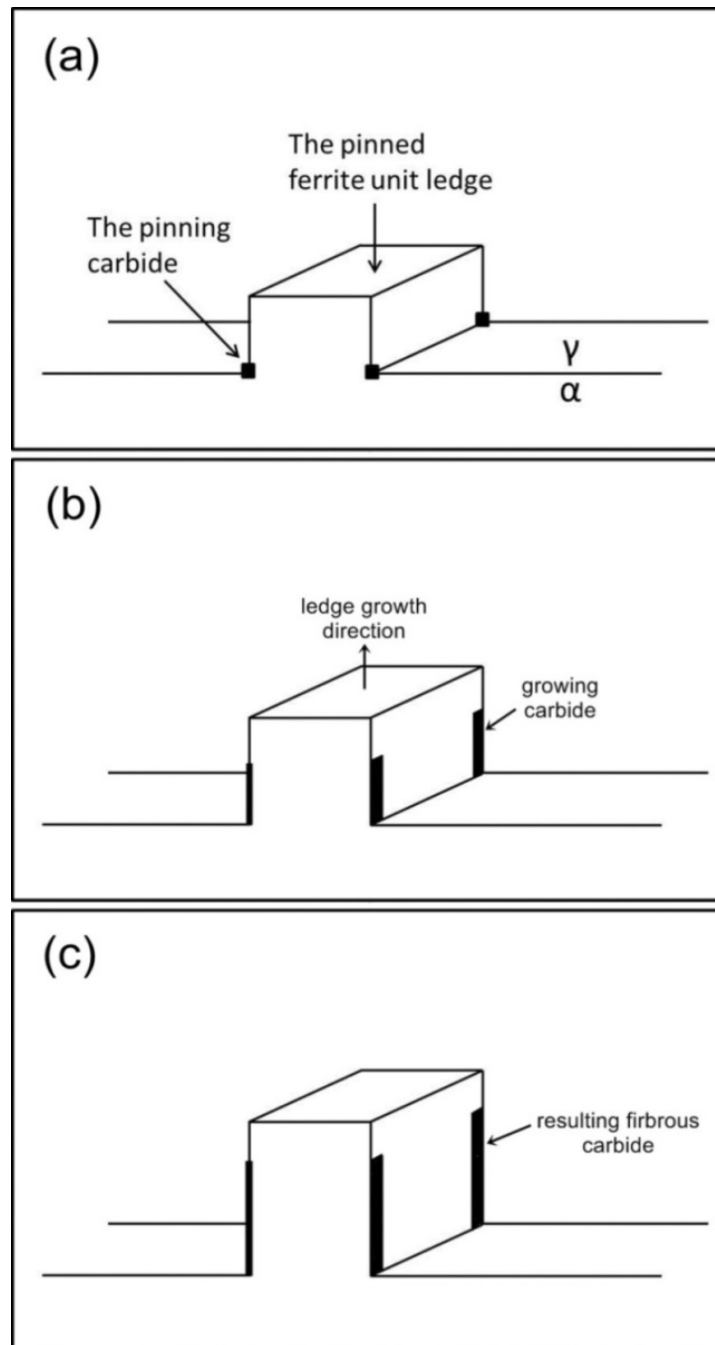 (a)
The pinned
ferrite unit ledge
The pinning
carbide
γ
α
(b)
ledge growth
direction
growing
carbide
(c)
resulting firbrous
carbide